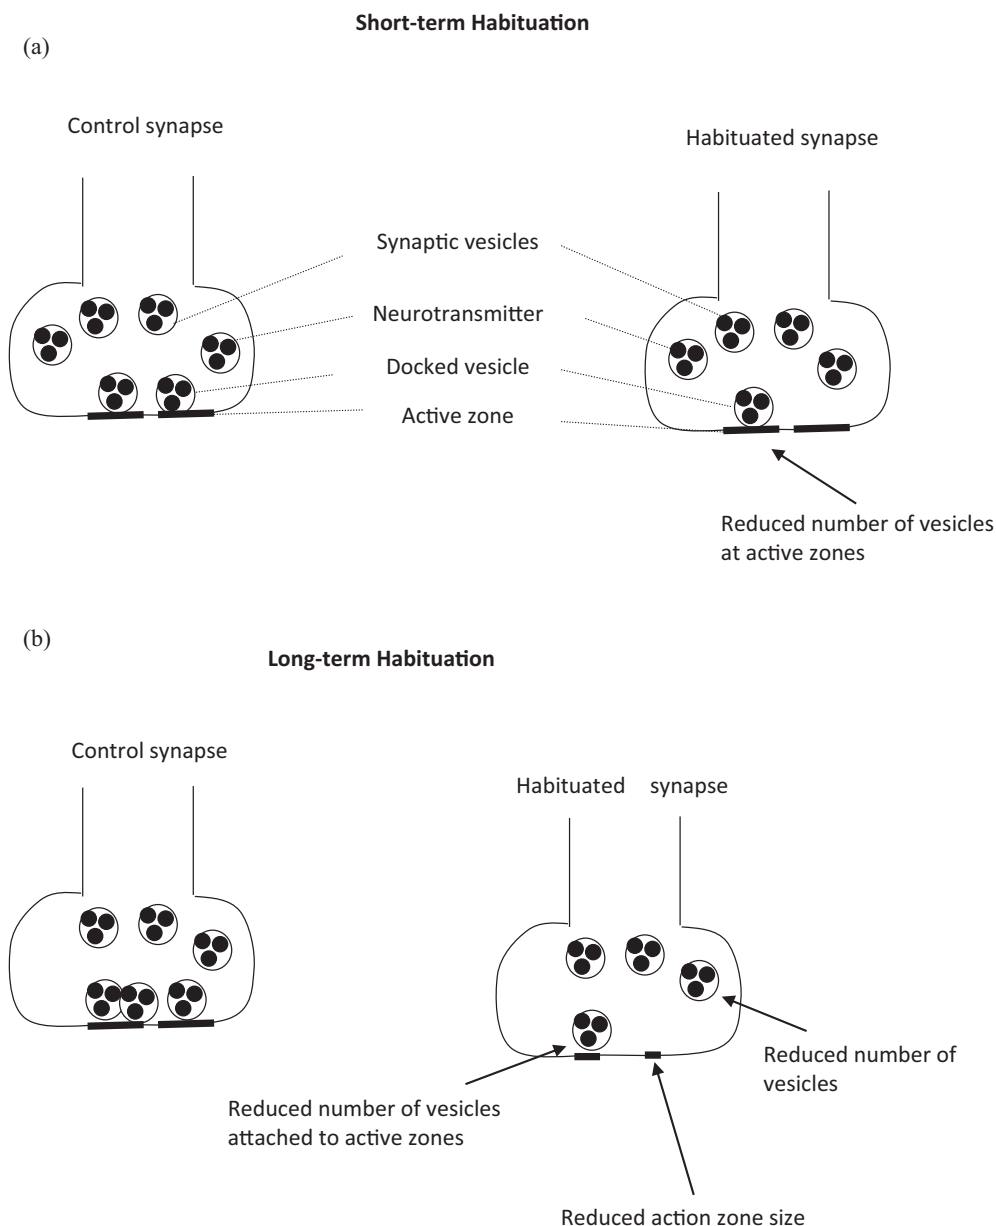 Short-term Habituation
(a)
Control synapse
Habituated synapse
Synaptic vesicles
Neurotransmitter
Docked vesicle
Active zone
Reduced number of vesicles
at active zones
(b)
Long-term Habituation
Control synapse
Habituated synapse
Reduced number of
vesicles
Reduced number of vesicles
attached to active zones
Reduced action zone size